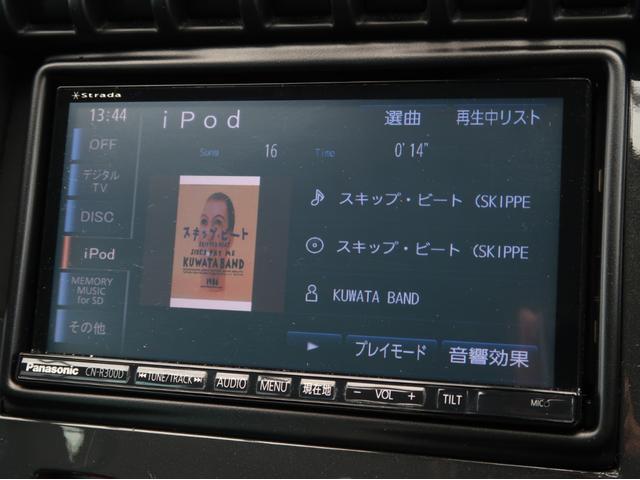 Strada
13:44
iPod
選曲
再生中リスト
OFF
Song 16 Time 0'14"
デジタル
TV
DISC
スキップ・ビート (SKIPPE
iPod
スキップ・ビート (SKIPPE
MEMORY
MUSIC
for SD
KUWATA BAND
その他
プレイモード
音響効果
スキップ・ビート
SKIPPED BEAT
KUWATA BAND
1986
Panasonic CN-R300D
TUNE/TRACK
AUDIO
MENU
現在地
− VOL +
TILT
MIC